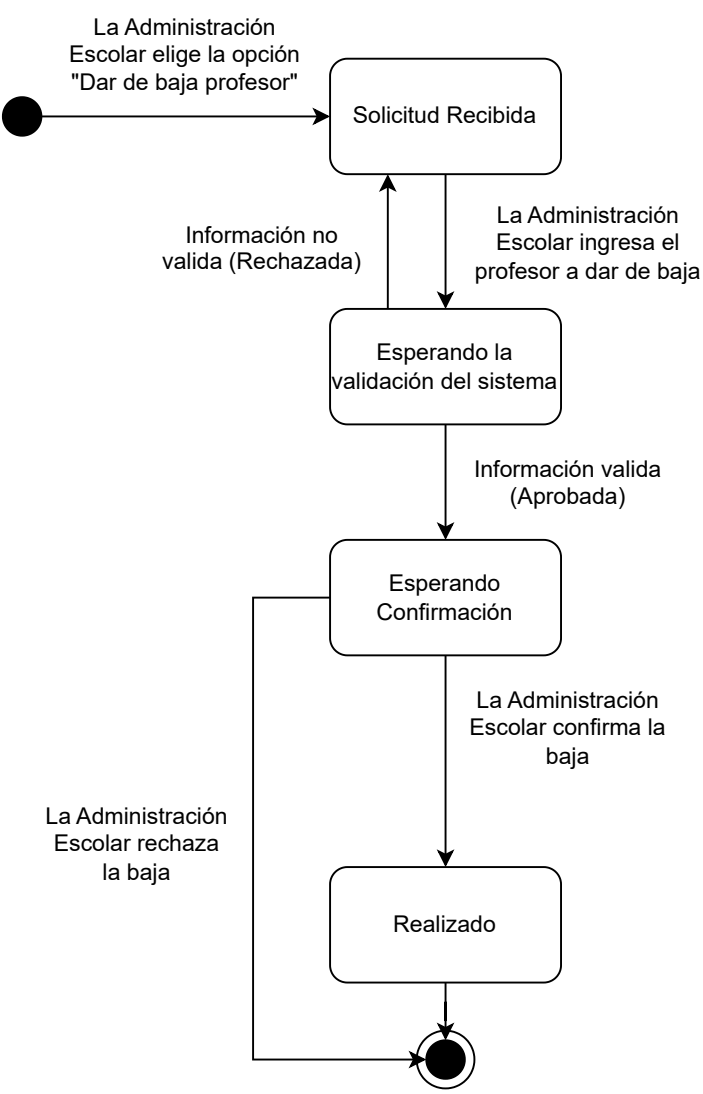 La Administración
Escolar elige la opción
"Dar de baja profesor"
Solicitud Recibida
Información no
valida (Rechazada)
La Administración
Escolar ingresa el
profesor a dar de baja
Esperando la
validación del sistema
Información valida
(Aprobada)
Esperando
Confirmación
La Administración
Escolar confirma la
baja
La Administración
Escolar rechaza
la baja
Realizado